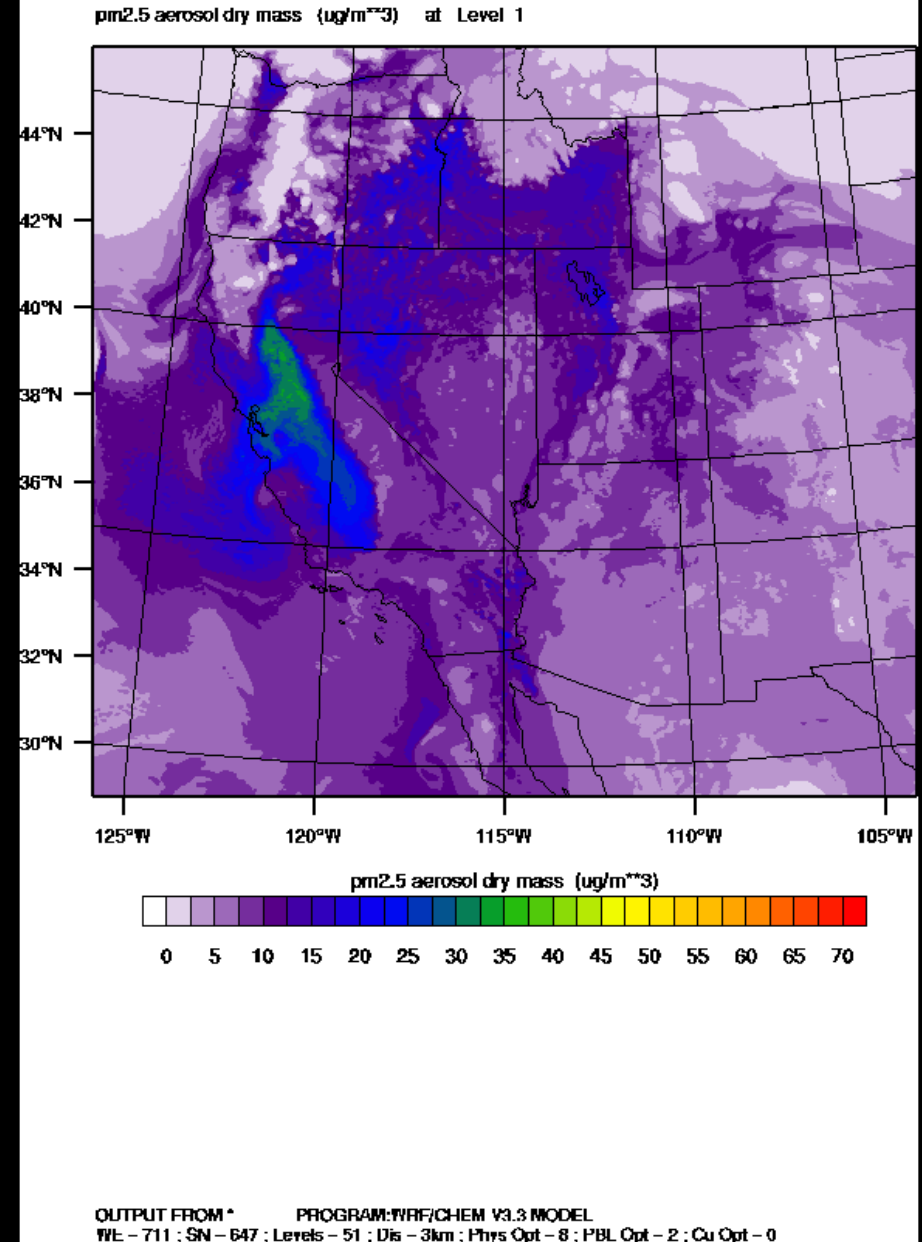 pm2.5 aerosol dry mass (ug/m**3) at Level 1
44°N
42°N
40°N
38°N
36°N
34°N
32°N
30°N
125°W 120°W 115°W 110°W 105°W
pm2.5 aerosol dry mass (ug/m**3)
0 5 10 15 20 25 30 35 40 45 50 55 60 65 70
OUTPUT FROM * PROGRAM:WRF/CHEM V3.3 MODEL
WE - 711 ; SN - 647 ; Levels - 51 ; Dis - 3km ; Phys Opt - 8 ; PBL Opt - 2 ; Cu Opt - 0